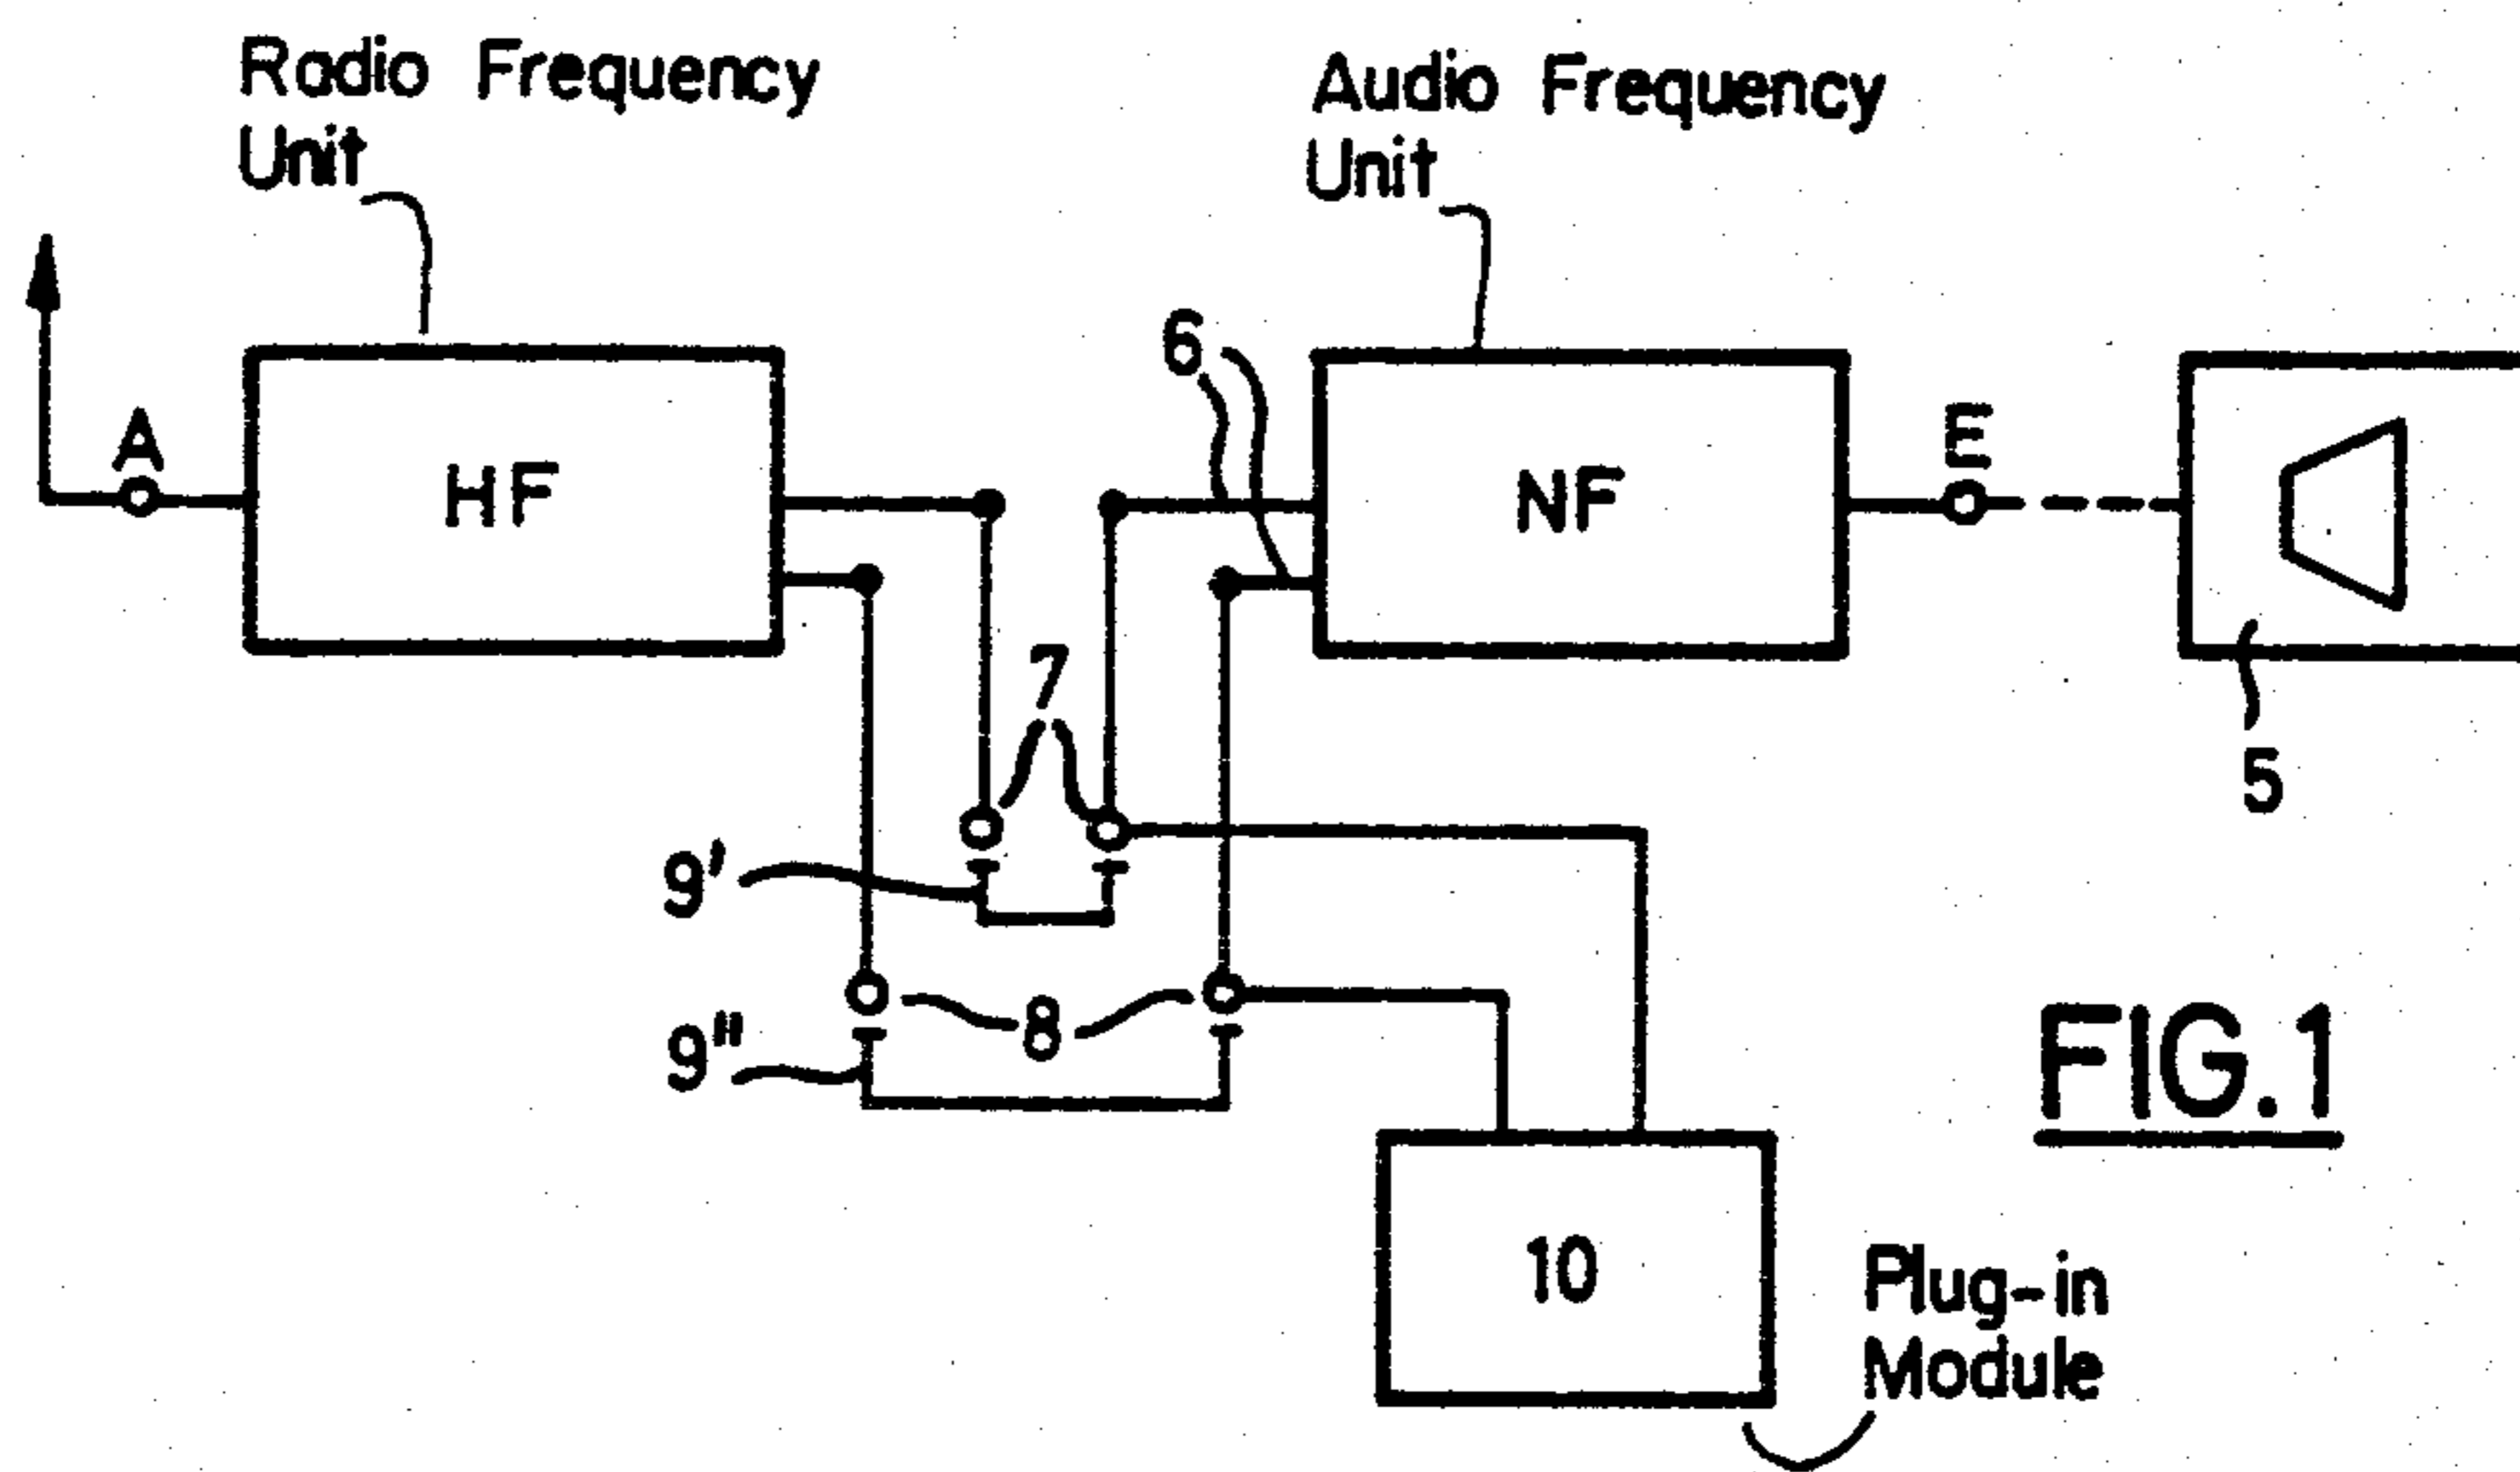 Radio Frequency
Unit
Audio Frequency
Unit
A
HF
6
NF
E
5
7
9'
8
9"
10
Plug-in
Module
FIG.1